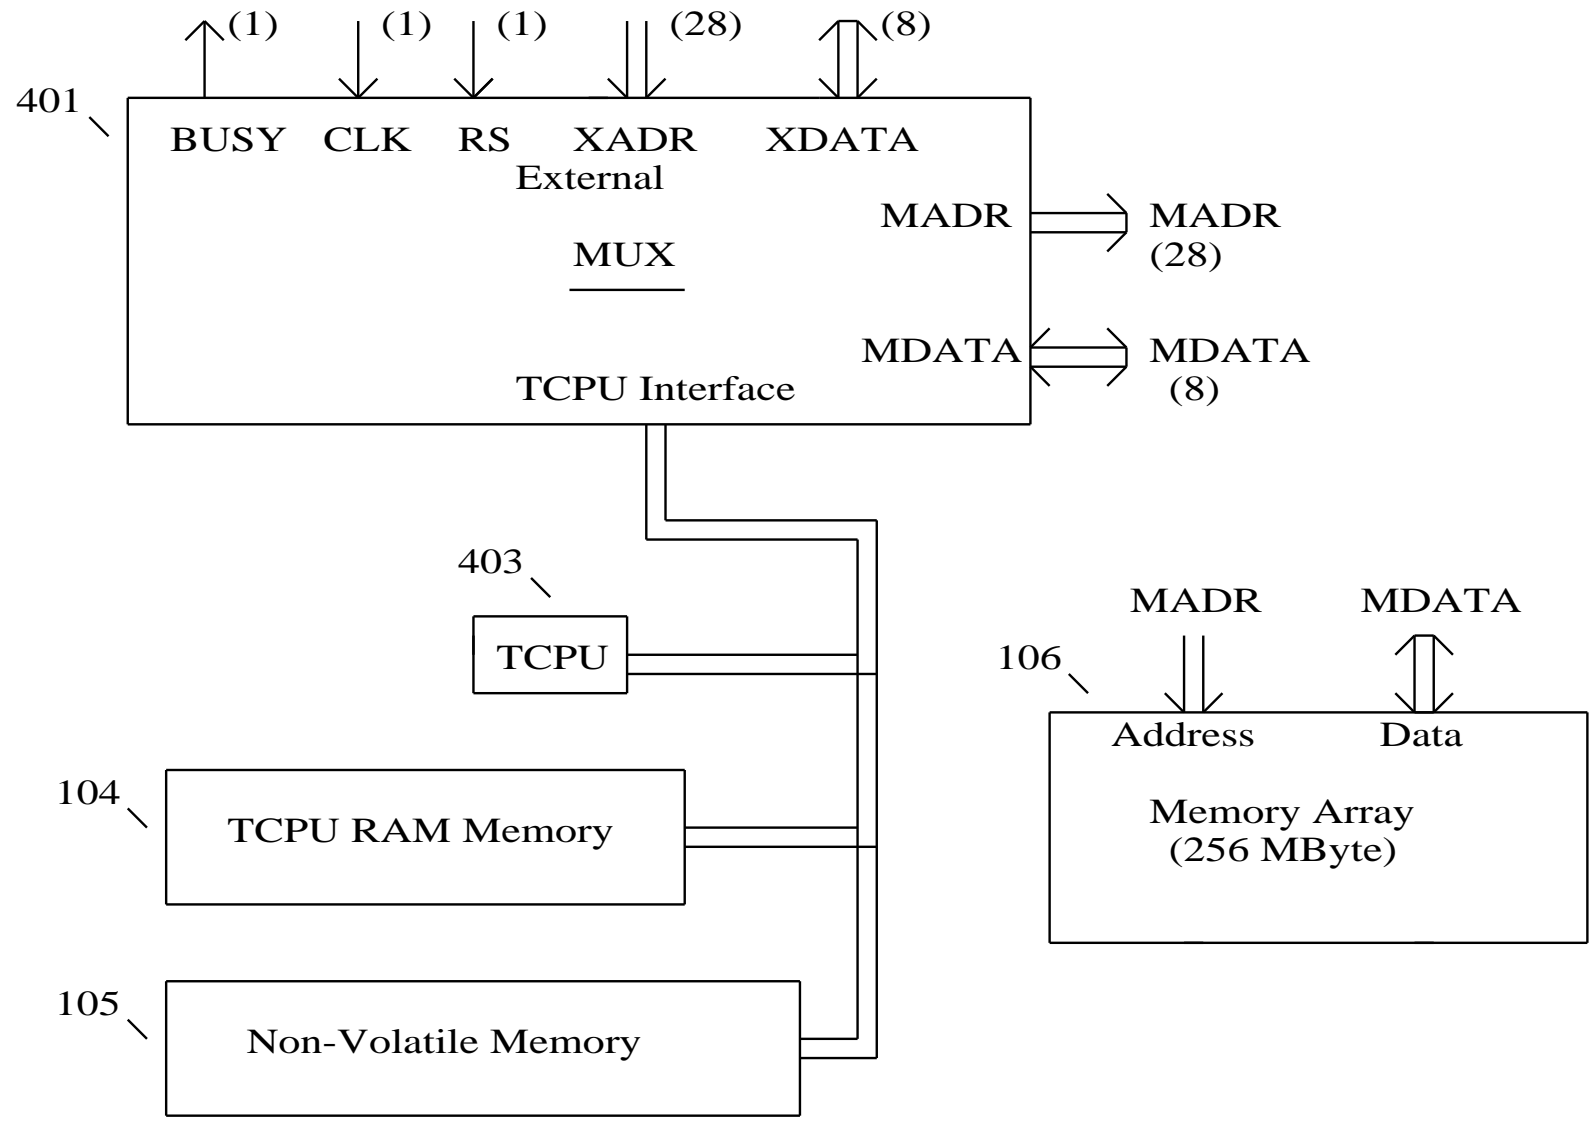 (1) (1) (1) (28) (8)
401
BUSY CLK RS XADR XDATA
External
MADR MADR
(28)
MUX
MDATA MDATA
(8)
TCPU Interface
403
TCPU
MADR MDATA
106
Address Data
Memory Array
(256 MByte)
104
TCPU RAM Memory
105
Non-Volatile Memory